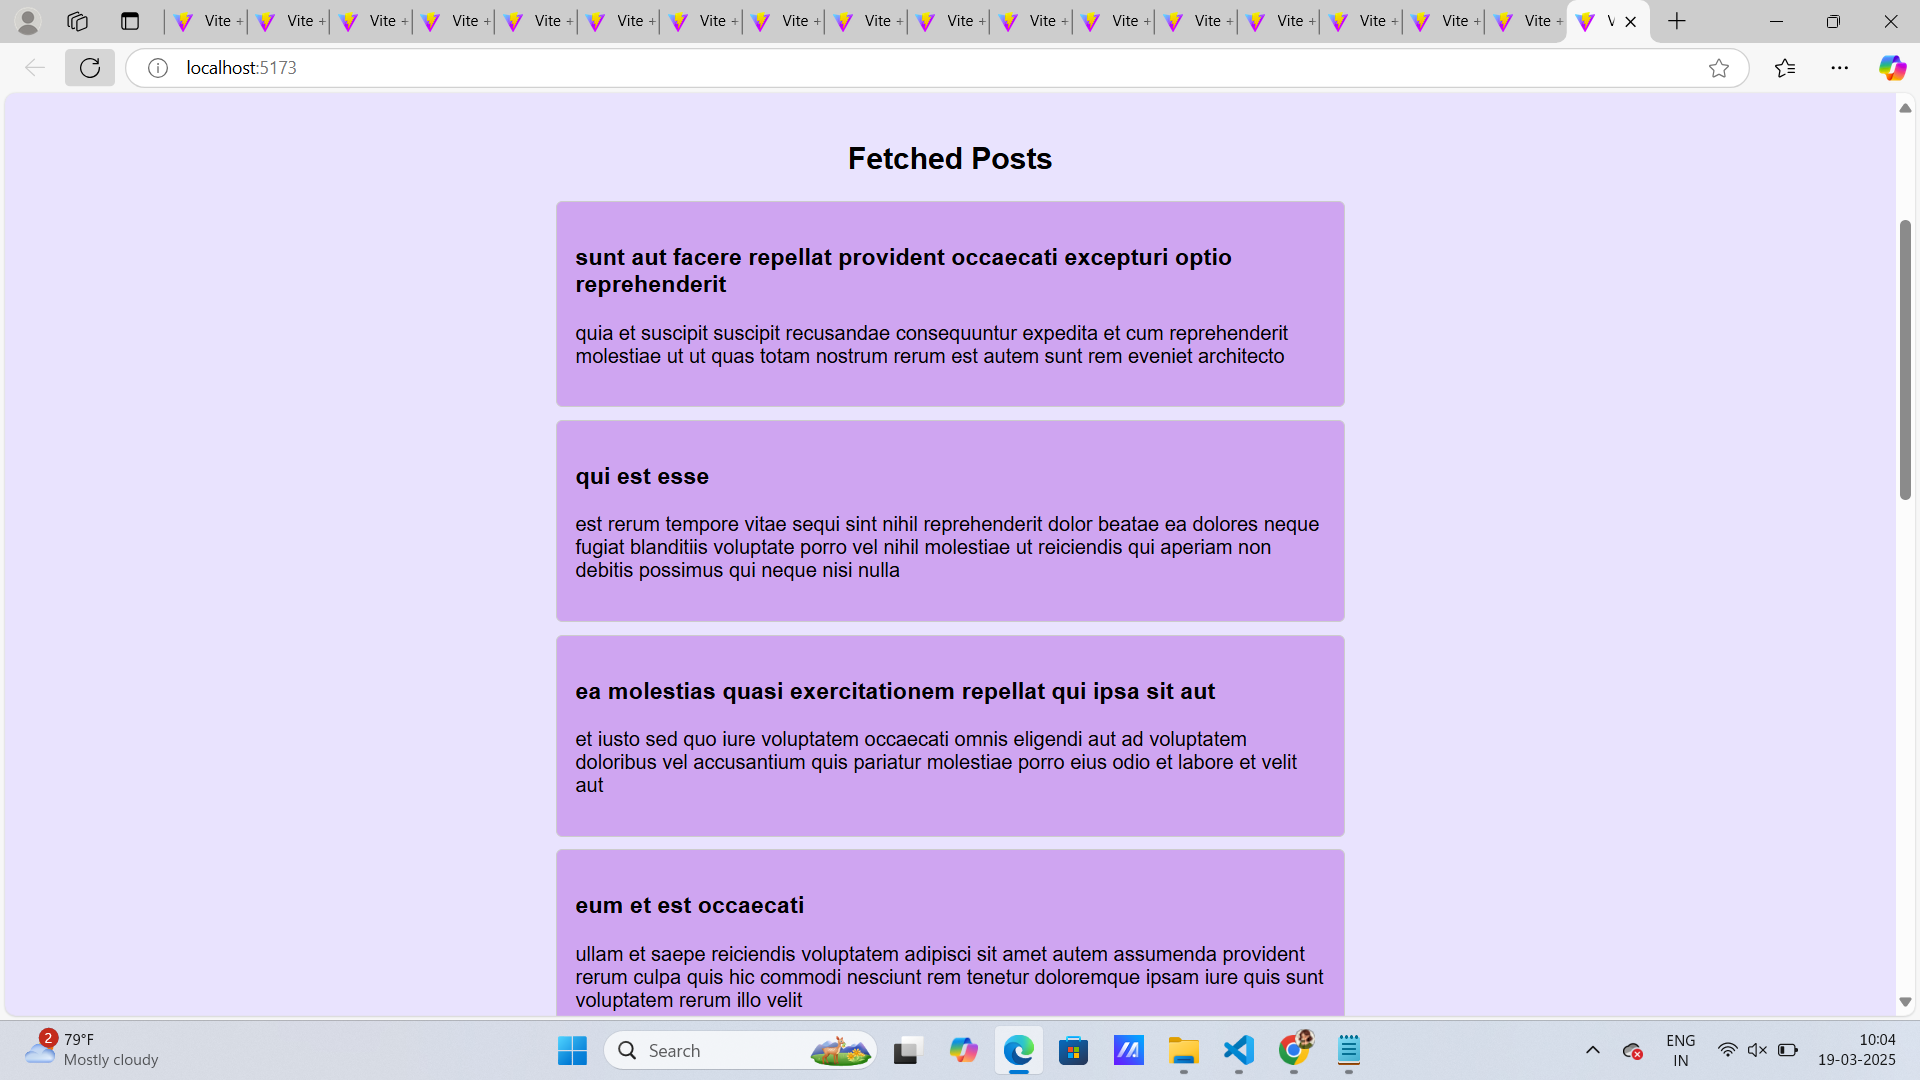 Vite + Vite + Vite + Vite + Vite + Vite + Vite + Vite + Vite + Vite + Vite + Vite + Vite + Vite + Vite + Vite + Vite + V
localhost:5173
Fetched Posts
sunt aut facere repellat provident occaecati excepturi optio
reprehenderit
quia et suscipit suscipit recusandae consequuntur expedita et cum reprehenderit
molestiae ut ut quas totam nostrum rerum est autem sunt rem eveniet architecto
qui est esse
est rerum tempore vitae sequi sint nihil reprehenderit dolor beatae ea dolores neque
fugiat blanditiis voluptate porro vel nihil molestiae ut reiciendis qui aperiam non
debitis possimus qui neque nisi nulla
ea molestias quasi exercitationem repellat qui ipsa sit aut
et iusto sed quo iure voluptatem occaecati omnis eligendi aut ad voluptatem
doloribus vel accusantium quis pariatur molestiae porro eius odio et labore et velit
aut
eum et est occaecati
ullam et saepe reiciendis voluptatem adipisci sit amet autem assumenda provident
rerum culpa quis hic commodi nesciunt rem tenetur doloremque ipsam iure quis sunt
voluptatem rerum illo velit
2
79°F
Mostly cloudy
Search
ENG
IN
10:04
19-03-2025